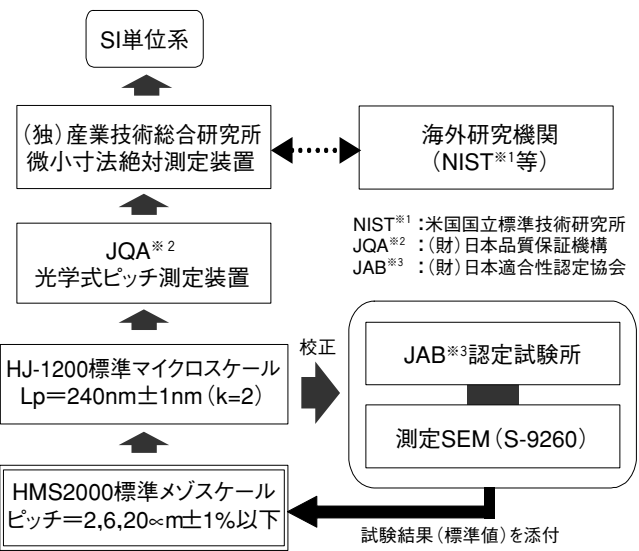 SI単位系
（独）産業技術総合研究所
微小寸法絶対測定装置
海外研究機関
（NIST※1等）
NIST※1：米国国立標準技術研究所
JQA※2 ：（財）日本品質保証機構
JAB※3 ：（財）日本適合性認定協会
JQA※2
光学式ピッチ測定装置
HJ-1200標準マイクロスケール
Lp＝240nm±1nm（k=2）
校正
JAB※3認定試験所
測定SEM（S-9260）
HMS2000標準メゾスケール
ピッチ＝2,6,20∝m±1%以下
試験結果（標準値）を添付